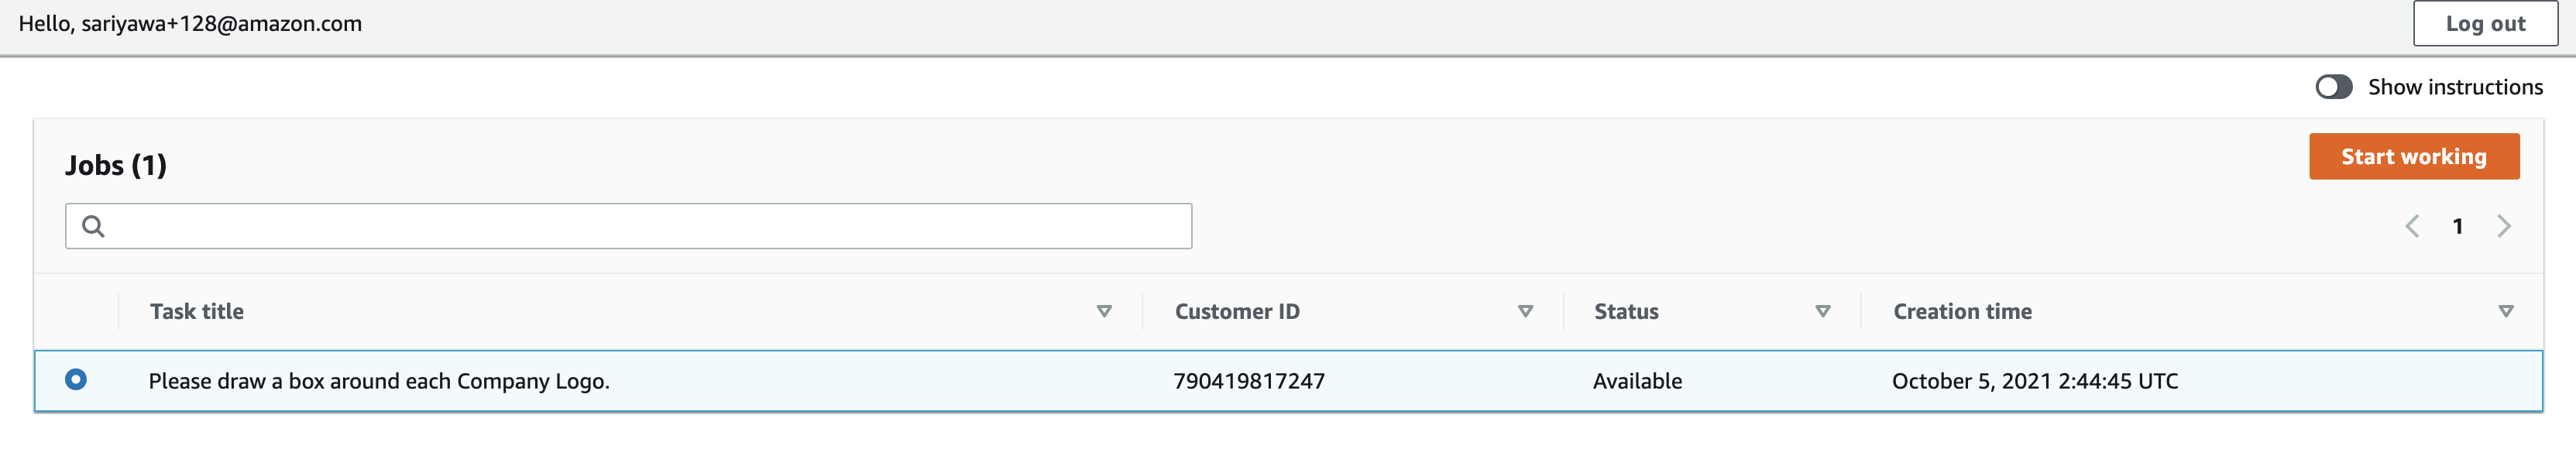 Hello, sariyawa+128@amazon.com
Log out
Show instructions
Jobs (1)
Start working
1
Task title Customer ID Status Creation time
Please draw a box around each Company Logo. 790419817247 Available October 5, 2021 2:44:45 UTC